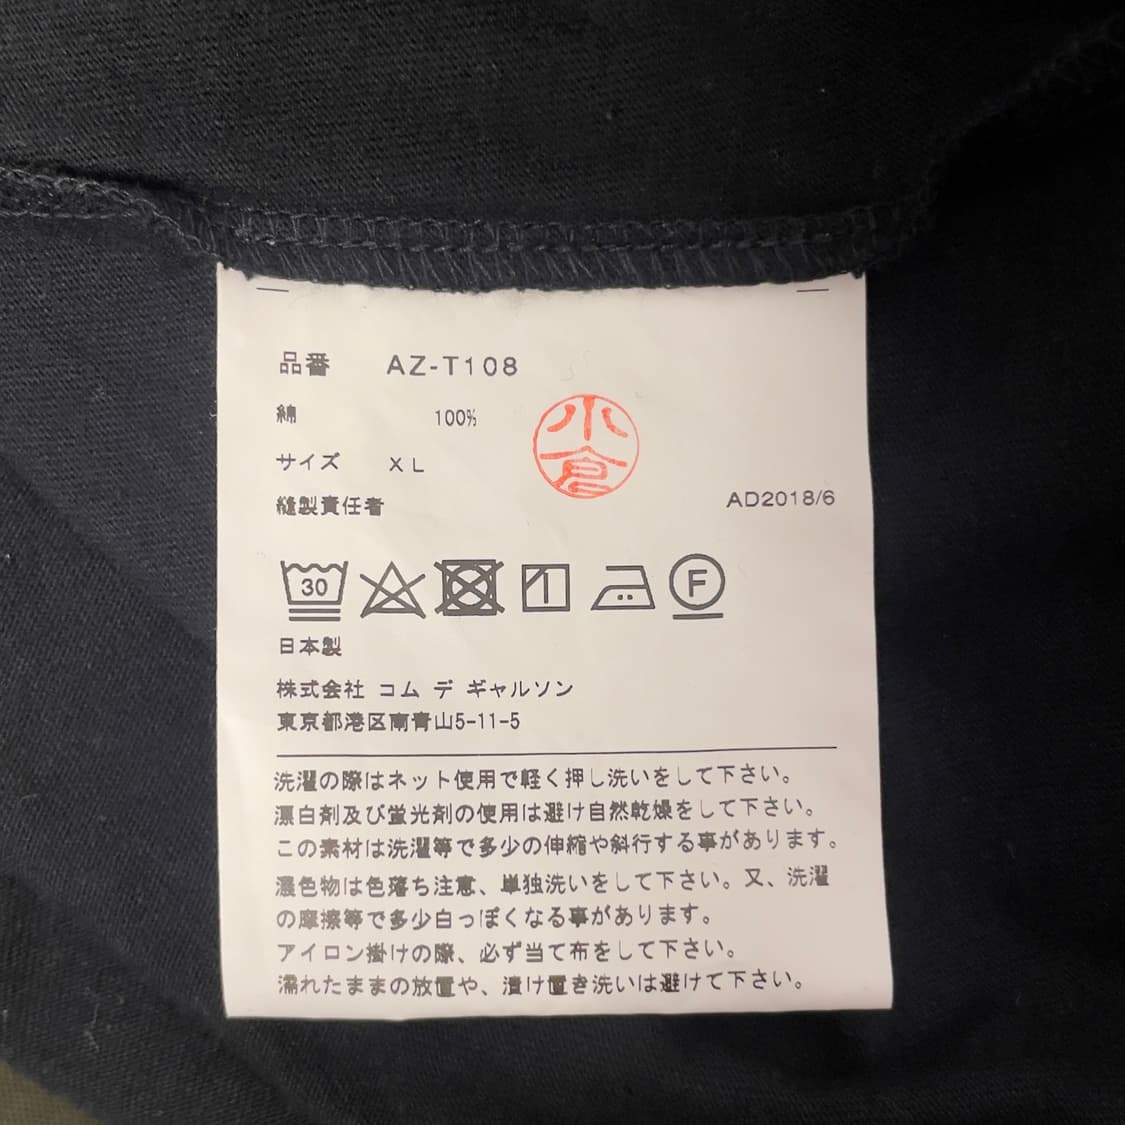 品番 AZ-T108
綿 100%
小倉
サイズ XL
縫製責任者
AD2018/6
30 F
日本製
株式会社 コム デ ギャルソン
東京都港区南青山5-11-5
洗濯の際はネット使用で軽く押し洗いをして下さい。
漂白剤及び蛍光剤の使用は避け自然乾燥をして下さい。
この素材は洗濯等で多少の伸縮や斜行する事があります。
濃色物は色落ち注意、単独洗いをして下さい。又、洗濯
の摩擦等で多少白っぽくなる事があります。
アイロン掛けの際、必ず当て布をして下さい。
濡れたままの放置や、漬け置き洗いは避けて下さい。